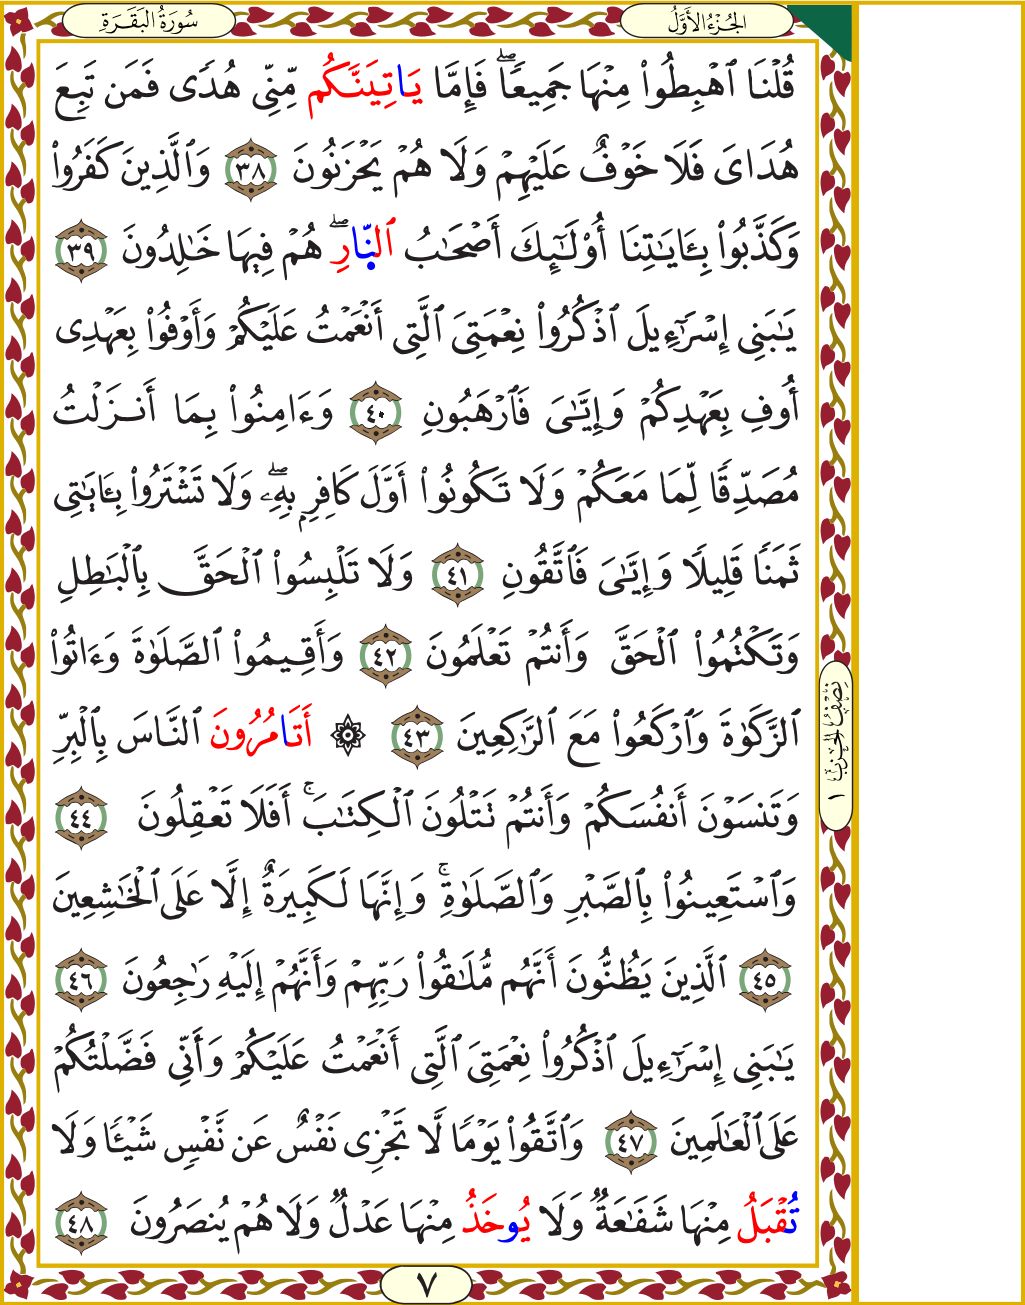 الجُزْءُ الأَوَّلُ
سُورَةُ البَقَرَةِ
قُلْنَا ٱهْبِطُواْ مِنْهَا جَمِيعًاۖ فَإِمَّا يَاتِيَنَّكُم مِّنِّى هُدًى فَمَن تَبِعَ
هُدَاىَ فَلَا خَوْفٌ عَلَيْهِمْ وَلَا هُمْ يَحْزَنُونَ ٣٨ وَٱلَّذِينَ كَفَرُواْ
وَكَذَّبُواْ بِـَٔايَـٰتِنَا أُوْلَـٰٓئِكَ أَصْحَـٰبُ ٱلنّ۪ارِۖ هُمْ فِيهَا خَـٰلِدُونَ ٣٩
يَـٰبَنِى إِسْرَٰٓءِيلَ ٱذْكُرُواْ نِعْمَتِىَ ٱلَّتِى أَنْعَمْتُ عَلَيْكُمْ وَأَوْفُواْ بِعَهْدِى
أُوفِ بِعَهْدِكُمْ وَإِيَّـٰىَ فَٱرْهَبُونِ ٤٠ وَءَامِنُواْ بِمَا أَنزَلْتُ
مُصَدِّقًا لِّمَا مَعَكُمْ وَلَا تَكُونُواْ أَوَّلَ كَافِرٍۭ بِهِۦۖ وَلَا تَشْتَرُواْ بِـَٔايَـٰتِى
ثَمَنًا قَلِيلًا وَإِيَّـٰىَ فَٱتَّقُونِ ٤١ وَلَا تَلْبِسُواْ ٱلْحَقَّ بِٱلْبَـٰطِلِ
وَتَكْتُمُواْ ٱلْحَقَّ وَأَنتُمْ تَعْلَمُونَ ٤٢ وَأَقِيمُواْ ٱلصَّلَوٰةَ وَءَاتُواْ
ٱلزَّكَوٰةَ وَٱرْكَعُواْ مَعَ ٱلرَّٰكِعِينَ ٤٣ ۞ أَتَامُرُونَ ٱلنَّاسَ بِٱلْبِرِّ
وَتَنسَوْنَ أَنفُسَكُمْ وَأَنتُمْ تَتْلُونَ ٱلْكِتَـٰبَۚ أَفَلَا تَعْقِلُونَ ٤٤
وَٱسْتَعِينُواْ بِٱلصَّبْرِ وَٱلصَّلَوٰةِۚ وَإِنَّهَا لَكَبِيرَةٌ إِلَّا عَلَى ٱلْخَـٰشِعِينَ
٤٥ ٱلَّذِينَ يَظُنُّونَ أَنَّهُم مُّلَـٰقُواْ رَبِّهِمْ وَأَنَّهُمْ إِلَيْهِ رَٰجِعُونَ ٤٦
يَـٰبَنِى إِسْرَٰٓءِيلَ ٱذْكُرُواْ نِعْمَتِىَ ٱلَّتِى أَنْعَمْتُ عَلَيْكُمْ وَأَنِّى فَضَّلْتُكُمْ
عَلَى ٱلْعَـٰلَمِينَ ٤٧ وَٱتَّقُواْ يَوْمًا لَّا تَجْزِى نَفْسٌ عَن نَّفْسٍ شَيْـًٔا وَلَا
تُقْبَلُ مِنْهَا شَفَـٰعَةٌ وَلَا يُوخَذُ مِنْهَا عَدْلٌ وَلَا هُمْ يُنصَرُونَ ٤٨
نِصْفُ الحِزْبِ ١
٧